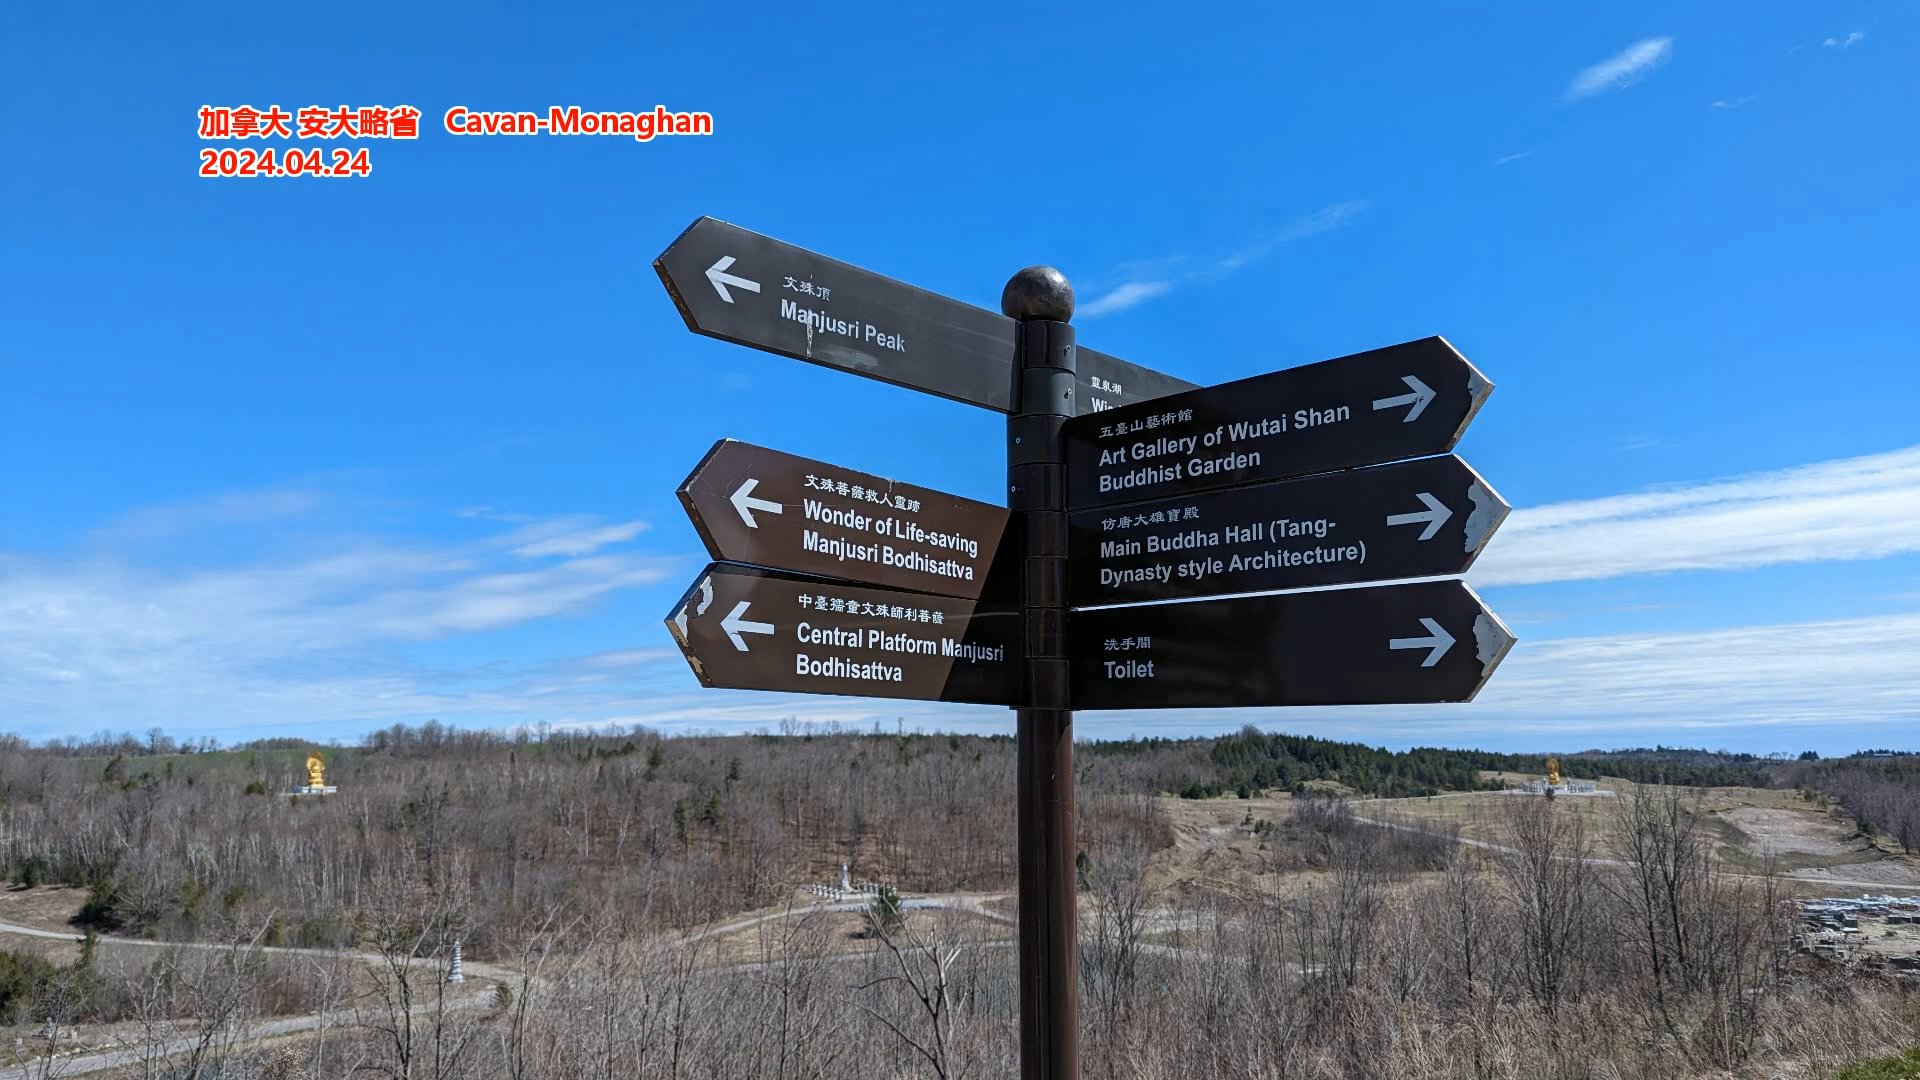 加拿大 安大略省 Cavan-Monaghan
2024.04.24
文殊頂
Manjusri Peak
靈泉湖
五臺山藝術館
Art Gallery of Wutai Shan
Buddhist Garden
文殊菩薩救人靈跡
Wonder of Life-saving
Manjusri Bodhisattva
仿唐大雄寶殿
Main Buddha Hall (Tang-
Dynasty style Architecture)
中臺孺童文殊師利菩薩
Central Platform Manjusri
Bodhisattva
洗手間
Toilet